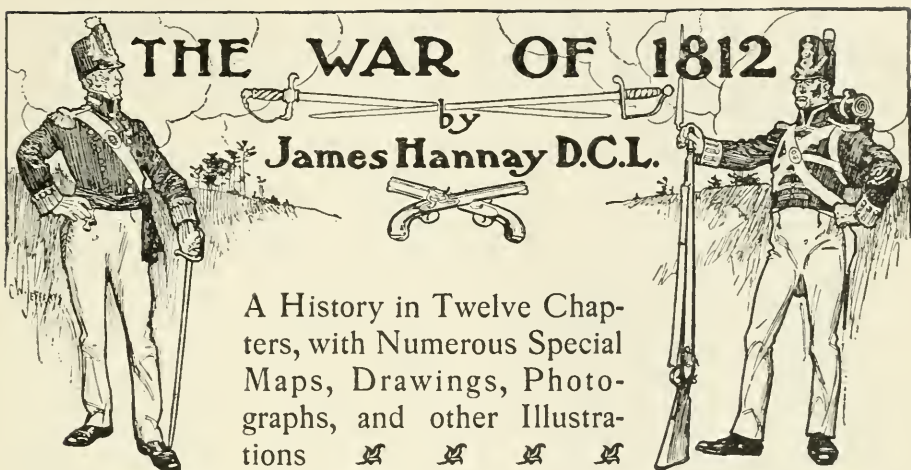 THE WAR OF 1812
by
James Hannay D.C.L.
A History in Twelve Chap-
ters, with Numerous Special
Maps, Drawings, Photo-
graphs, and other Illustra-
tions